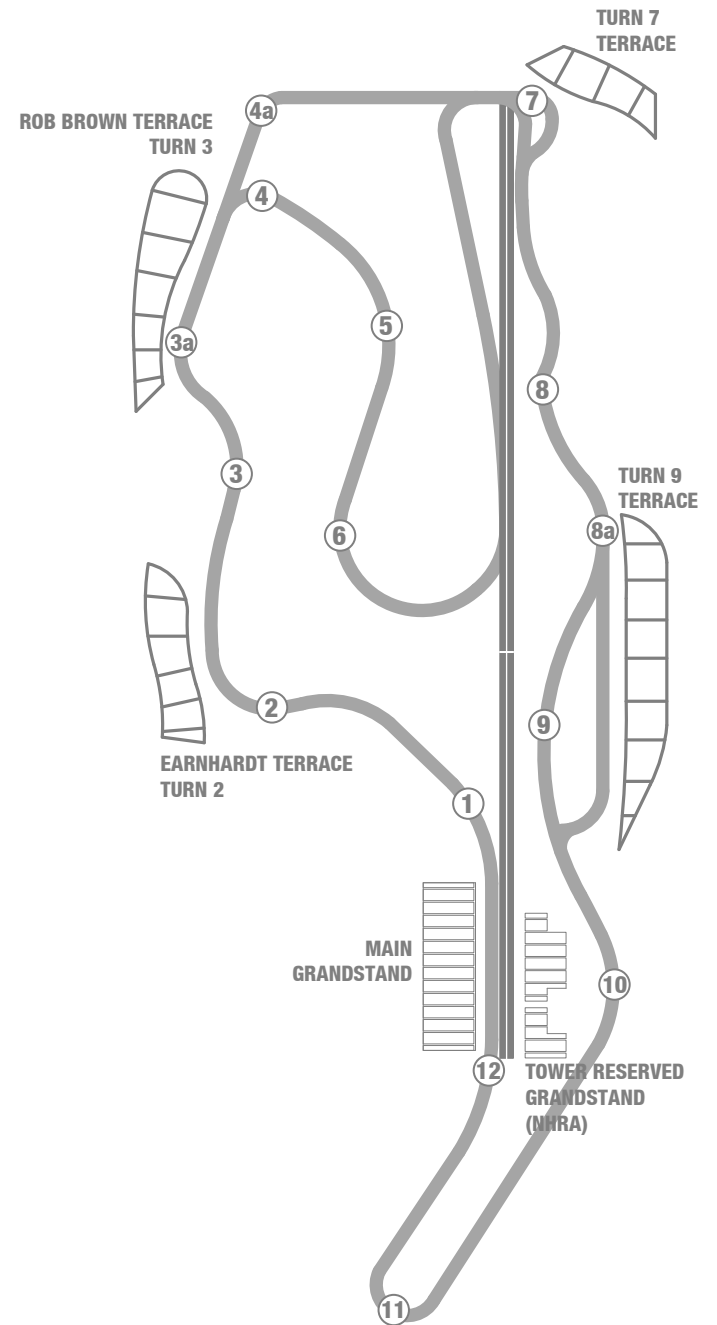 TURN 7
TERRACE
7
4a
ROB BROWN TERRACE
TURN 3
4
5
3a
8
3
TURN 9
TERRACE
8a
6
2
9
EARNHARDT TERRACE
TURN 2
1
MAIN
GRANDSTAND
10
12
TOWER RESERVED
GRANDSTAND
(NHRA)
11